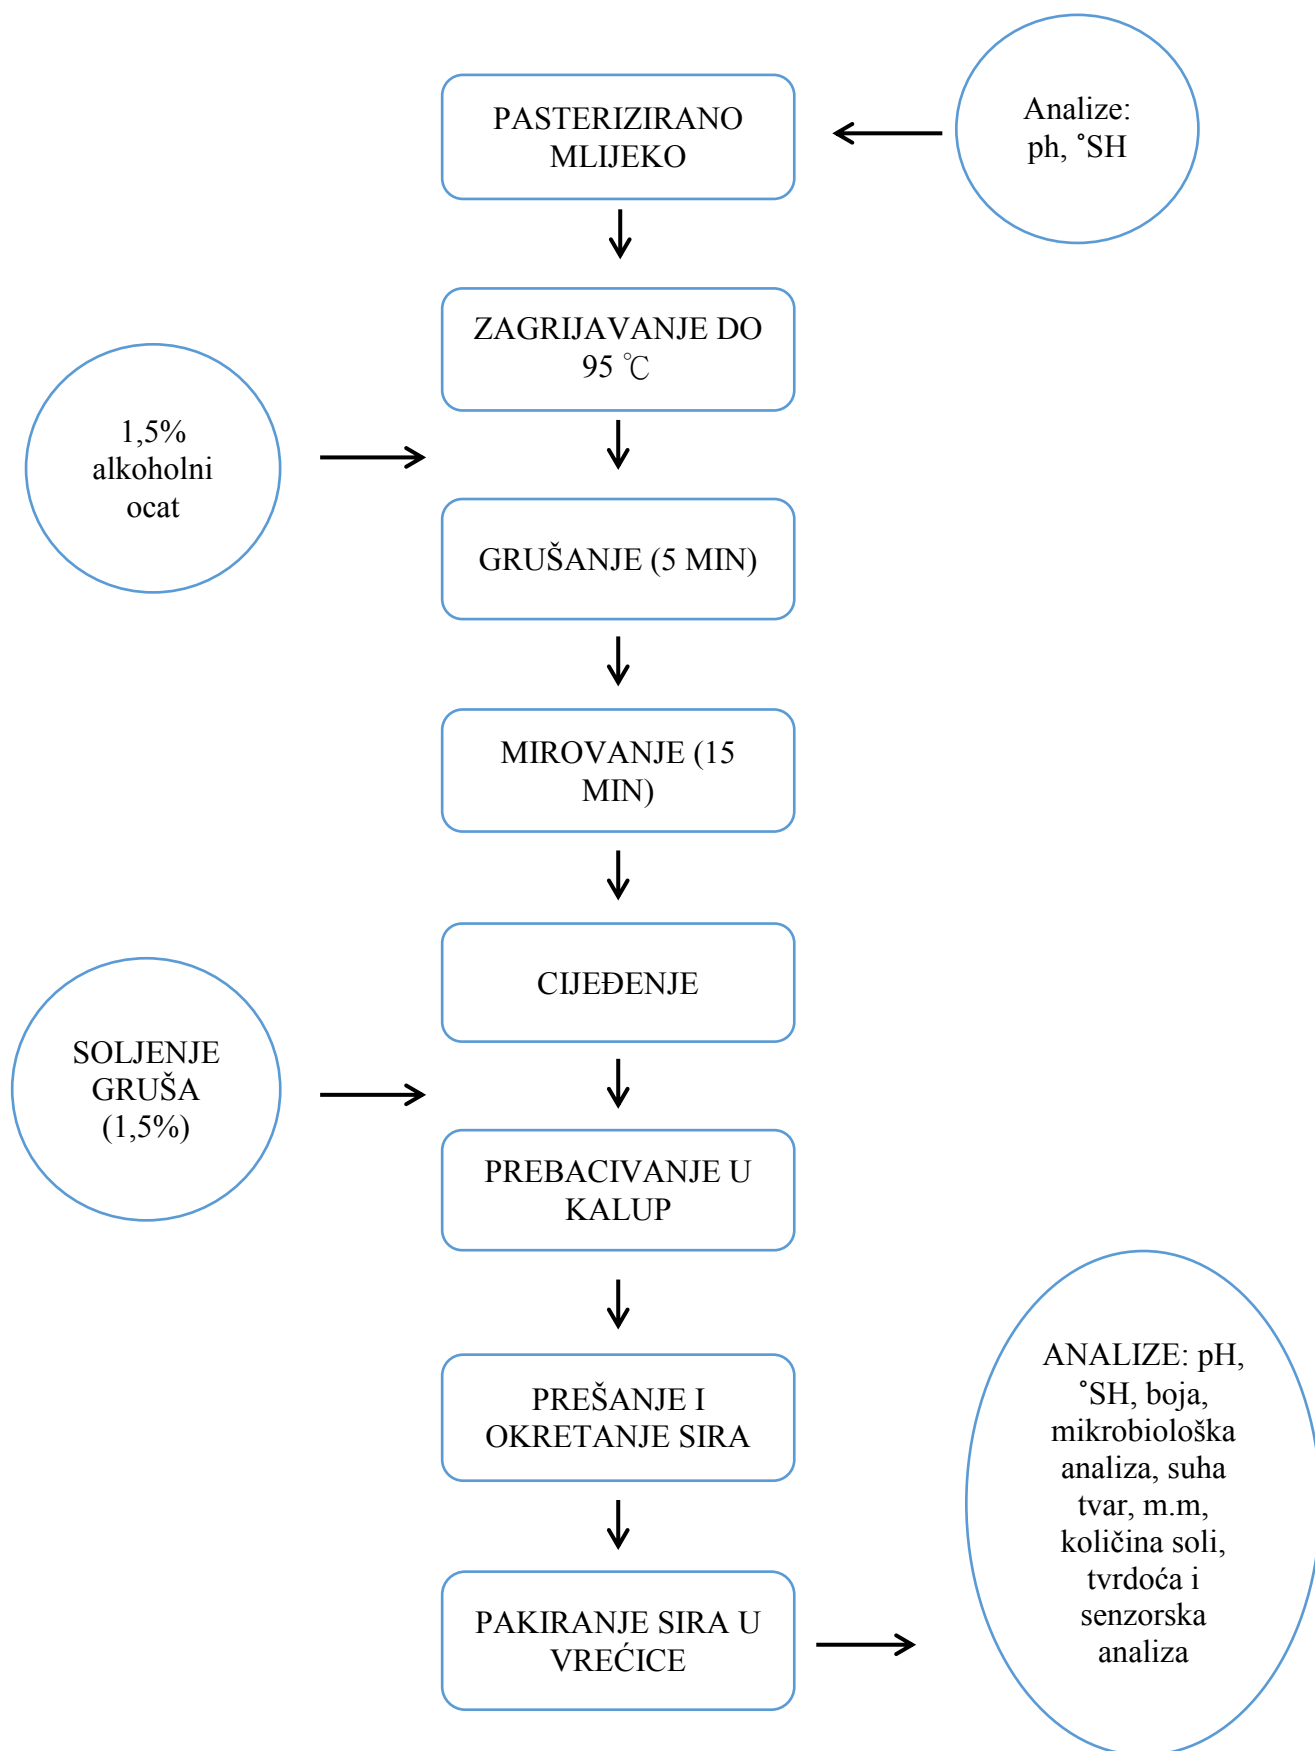 PASTERIZIRANO
MLIJEKO
Analize:
ph, °SH
ZAGRIJAVANJE DO
95 ℃
1,5%
alkoholni
ocat
GRUŠANJE (5 MIN)
MIROVANJE (15
MIN)
CIJEĐENJE
SOLJENJE
GRUŠA
(1,5%)
PREBACIVANJE U
KALUP
PREŠANJE I
OKRETANJE SIRA
PAKIRANJE SIRA U
VREĆICE
ANALIZE: pH,
°SH, boja,
mikrobiološka
analiza, suha
tvar, m.m,
količina soli,
tvrdoća i
senzorska
analiza